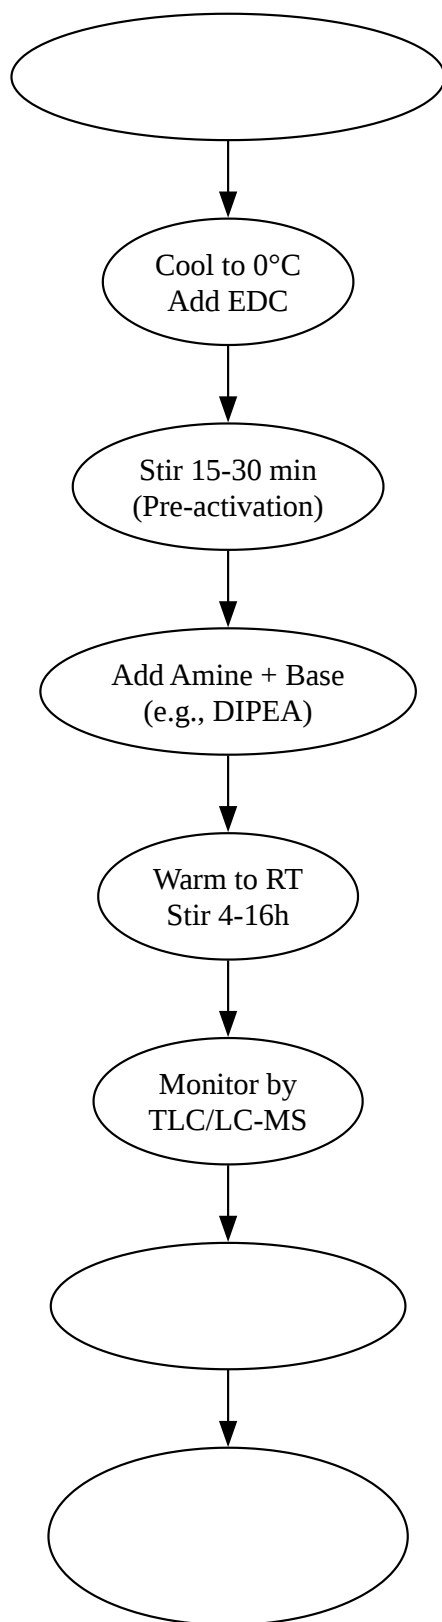 Cool to 0°C
Add EDC
Stir 15-30 min
(Pre-activation)
Add Amine + Base
(e.g., DIPEA)
Warm to RT
Stir 4-16h
Monitor by
TLC/LC-MS